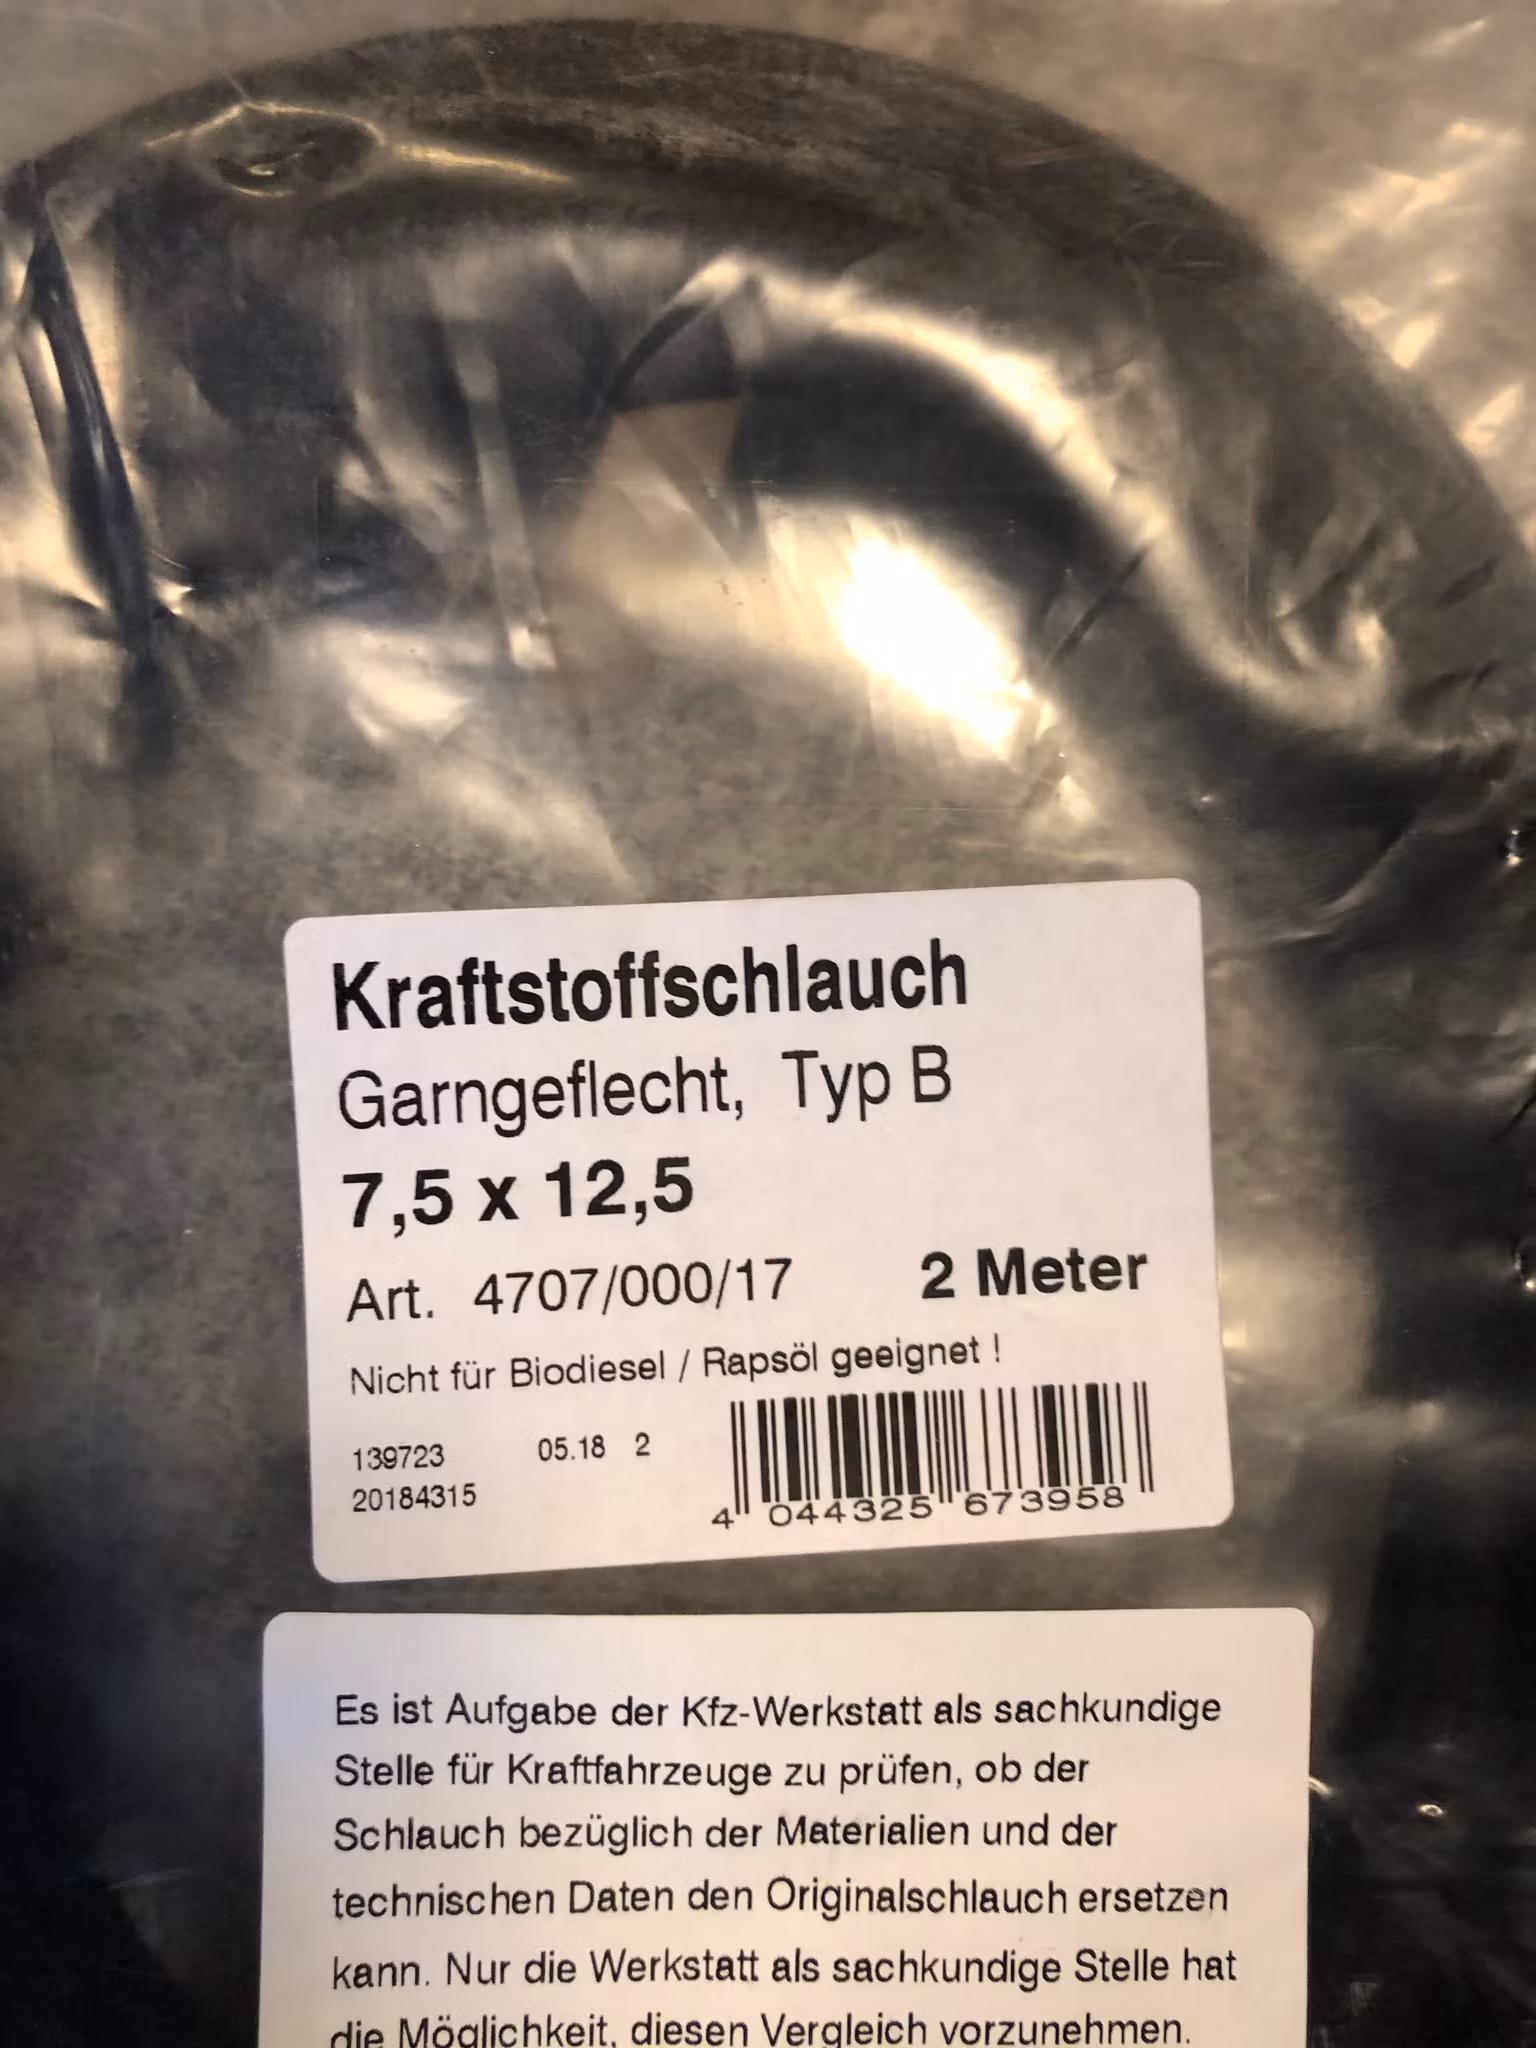 Kraftstoffschlauch
Garngeflecht, Typ B
7,5 x 12,5
Art. 4707/000/17 2 Meter
Nicht für Biodiesel / Rapsöl geeignet !
139723 05.18 2
20184315
4 044325 673958
Es ist Aufgabe der Kfz-Werkstatt als sachkundige
Stelle für Kraftfahrzeuge zu prüfen, ob der
Schlauch bezüglich der Materialien und der
technischen Daten den Originalschlauch ersetzen
kann. Nur die Werkstatt als sachkundige Stelle hat
die Möglichkeit, diesen Vergleich vorzunehmen.